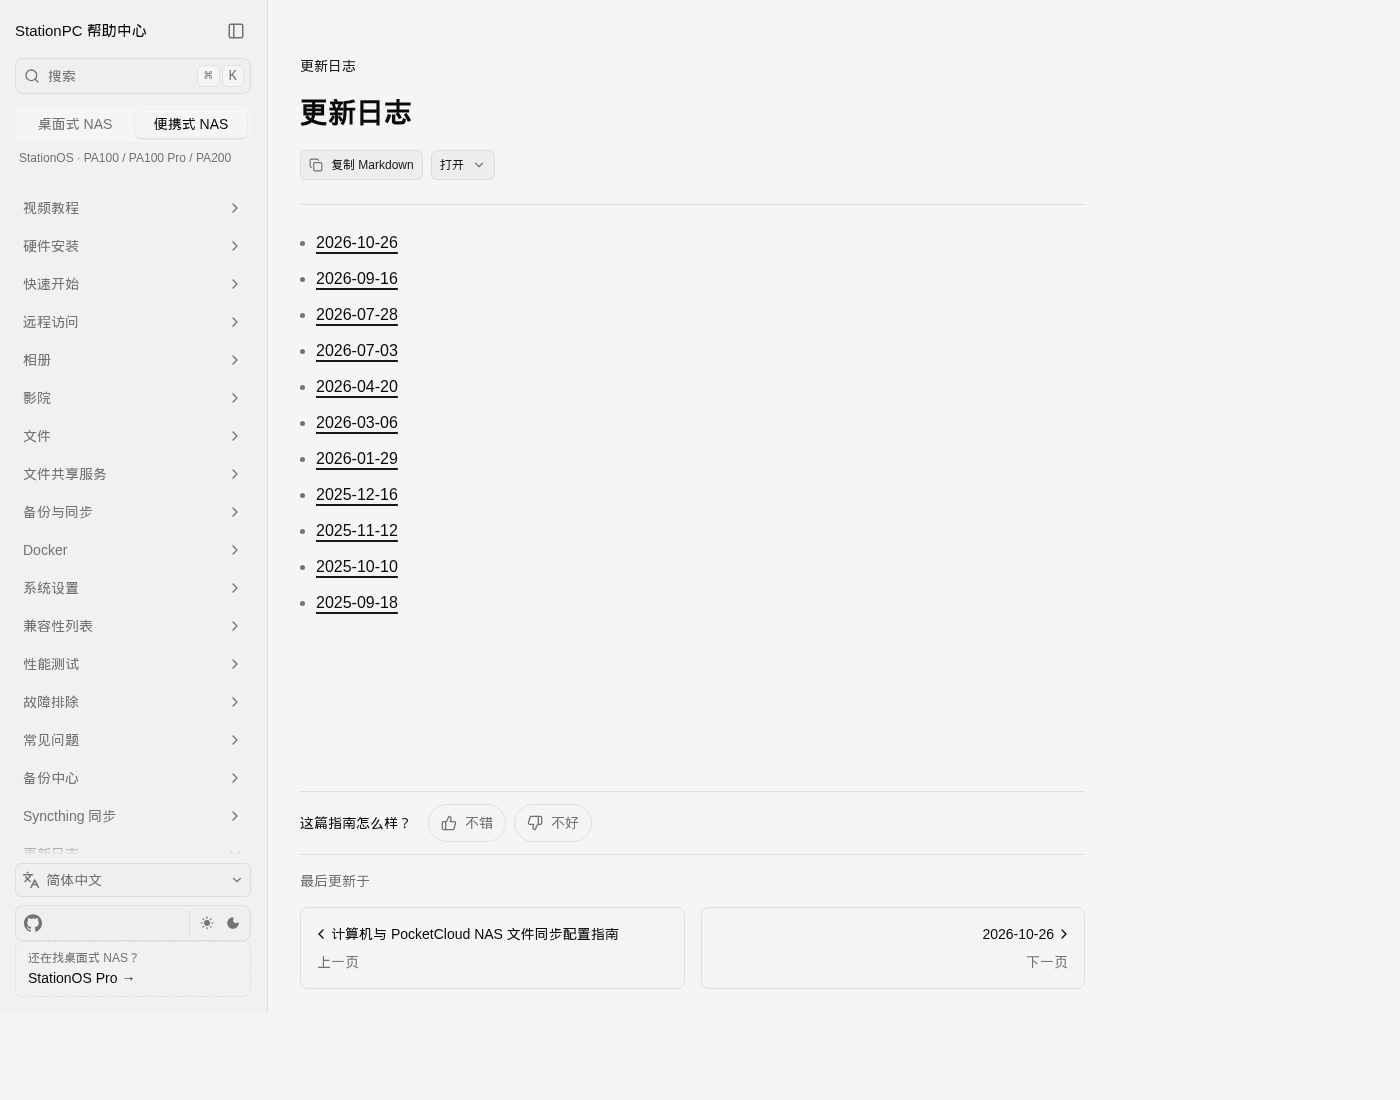 StationPC 帮助中心
搜索 ⌘ K
桌面式 NAS 便携式 NAS
StationOS · PA100 / PA100 Pro / PA200
视频教程
硬件安装
快速开始
远程访问
相册
影院
文件
文件共享服务
备份与同步
Docker
系统设置
兼容性列表
性能测试
故障排除
常见问题
备份中心
Syncthing 同步
更新日志
简体中文
还在找桌面式 NAS？
StationOS Pro →
更新日志
更新日志
复制 Markdown 打开
2026-10-26
2026-09-16
2026-07-28
2026-07-03
2026-04-20
2026-03-06
2026-01-29
2025-12-16
2025-11-12
2025-10-10
2025-09-18
这篇指南怎么样？ 不错 不好
最后更新于
计算机与 PocketCloud NAS 文件同步配置指南
上一页
2026-10-26
下一页